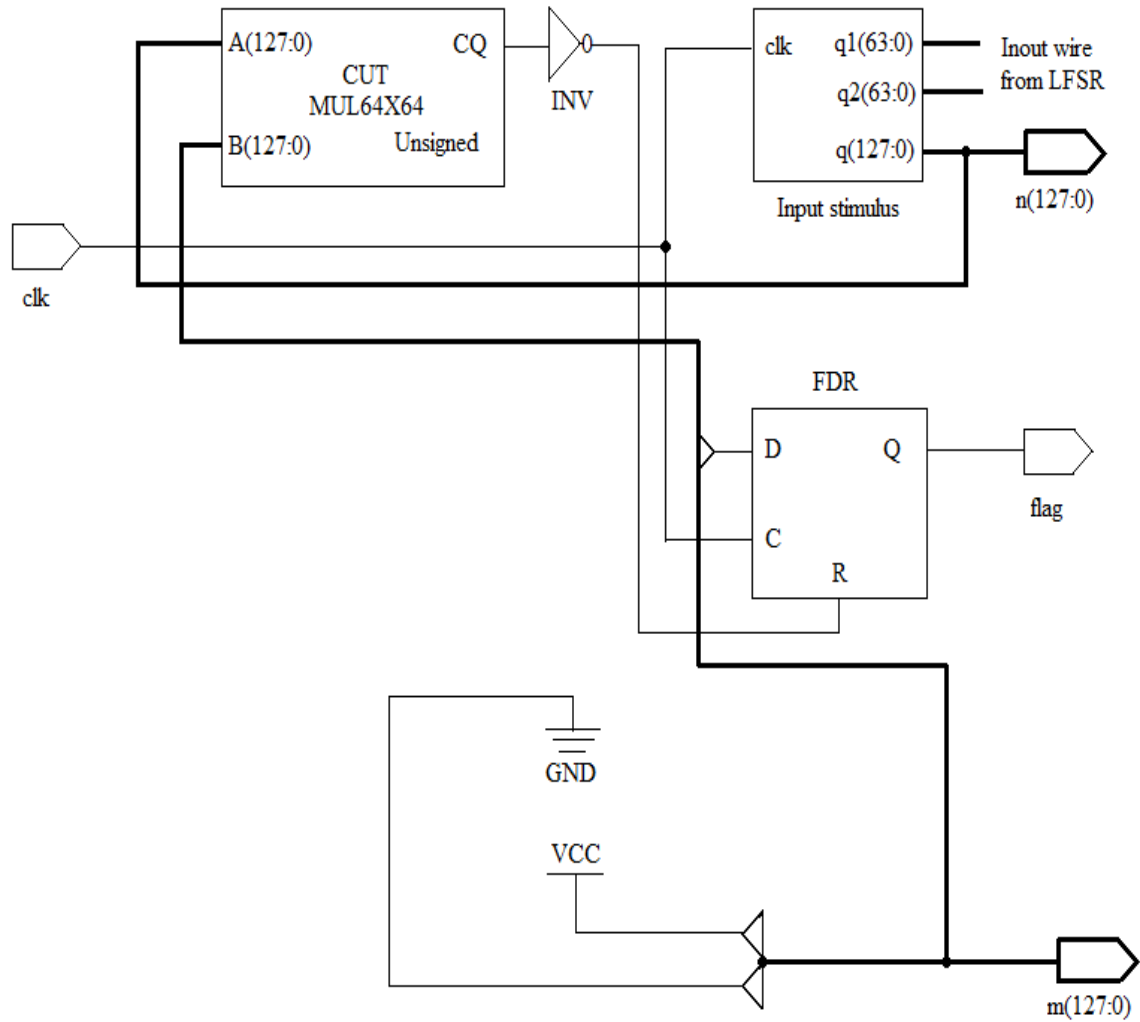 A(127:0)
CQ
CUT
MUL64X64
B(127:0)
Unsigned
INV
clk
q1(63:0)
q2(63:0)
q(127:0)
Input stimulus
Inout wire
from LFSR
n(127:0)
clk
FDR
D
Q
C
R
flag
GND
VCC
m(127:0)